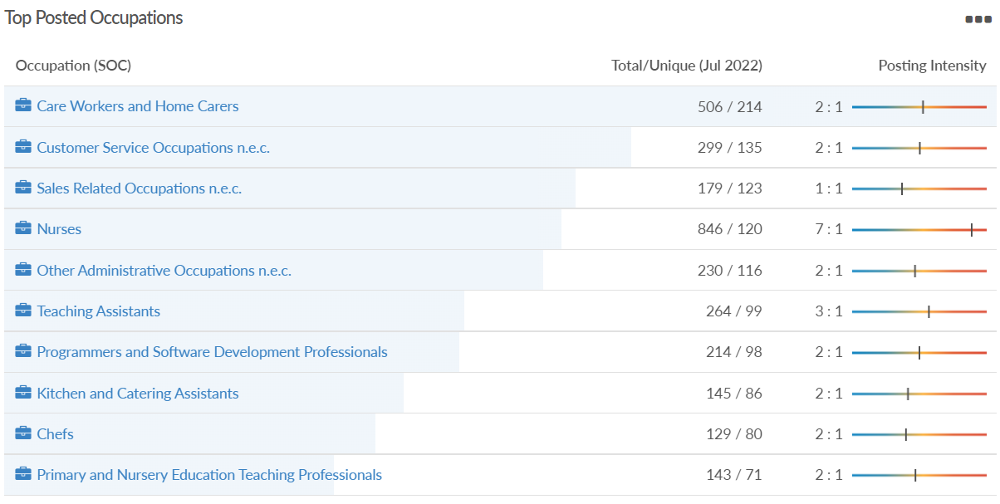 Top Posted Occupations
Occupation (SOC) Total/Unique (Jul 2022) Posting Intensity
Care Workers and Home Carers 506 / 214 2 : 1
Customer Service Occupations n.e.c. 299 / 135 2 : 1
Sales Related Occupations n.e.c. 179 / 123 1 : 1
Nurses 846 / 120 7 : 1
Other Administrative Occupations n.e.c. 230 / 116 2 : 1
Teaching Assistants 264 / 99 3 : 1
Programmers and Software Development Professionals 214 / 98 2 : 1
Kitchen and Catering Assistants 145 / 86 2 : 1
Chefs 129 / 80 2 : 1
Primary and Nursery Education Teaching Professionals 143 / 71 2 : 1